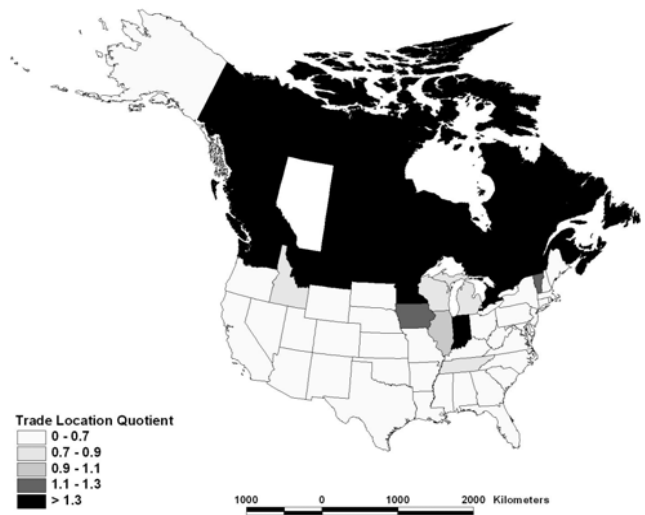 Trade Location Quotient
0 - 0.7
0.7 - 0.9
0.9 - 1.1
1.1 - 1.3
> 1.3
1000 0 1000 2000 Kilometers